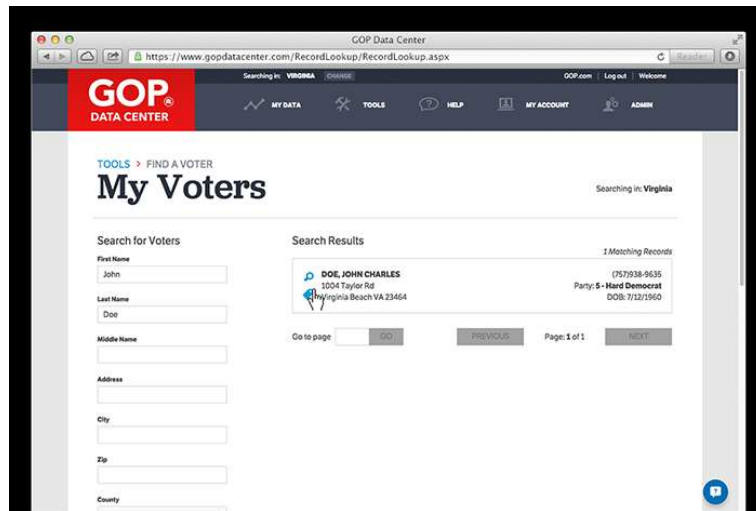 GOP Data Center
https://www.gopdatacenter.com/RecordLookup/RecordLookup.aspx
Reader
Searching in: VIRGINIA CHANGE
GOP.com | Log out | Welcome
GOP®
DATA CENTER
MY DATA
TOOLS
HELP
MY ACCOUNT
ADMIN
TOOLS > FIND A VOTER
My Voters
Searching in: Virginia
Search for Voters
First Name
John
Last Name
Doe
Middle Name
Address
City
Zip
County
Search Results
1 Matching Records
DOE, JOHN CHARLES
1004 Taylor Rd
Virginia Beach VA 23464
(757)938-9635
Party: 5 - Hard Democrat
DOB: 7/12/1960
Go to page
GO
PREVIOUS
Page: 1 of 1
NEXT